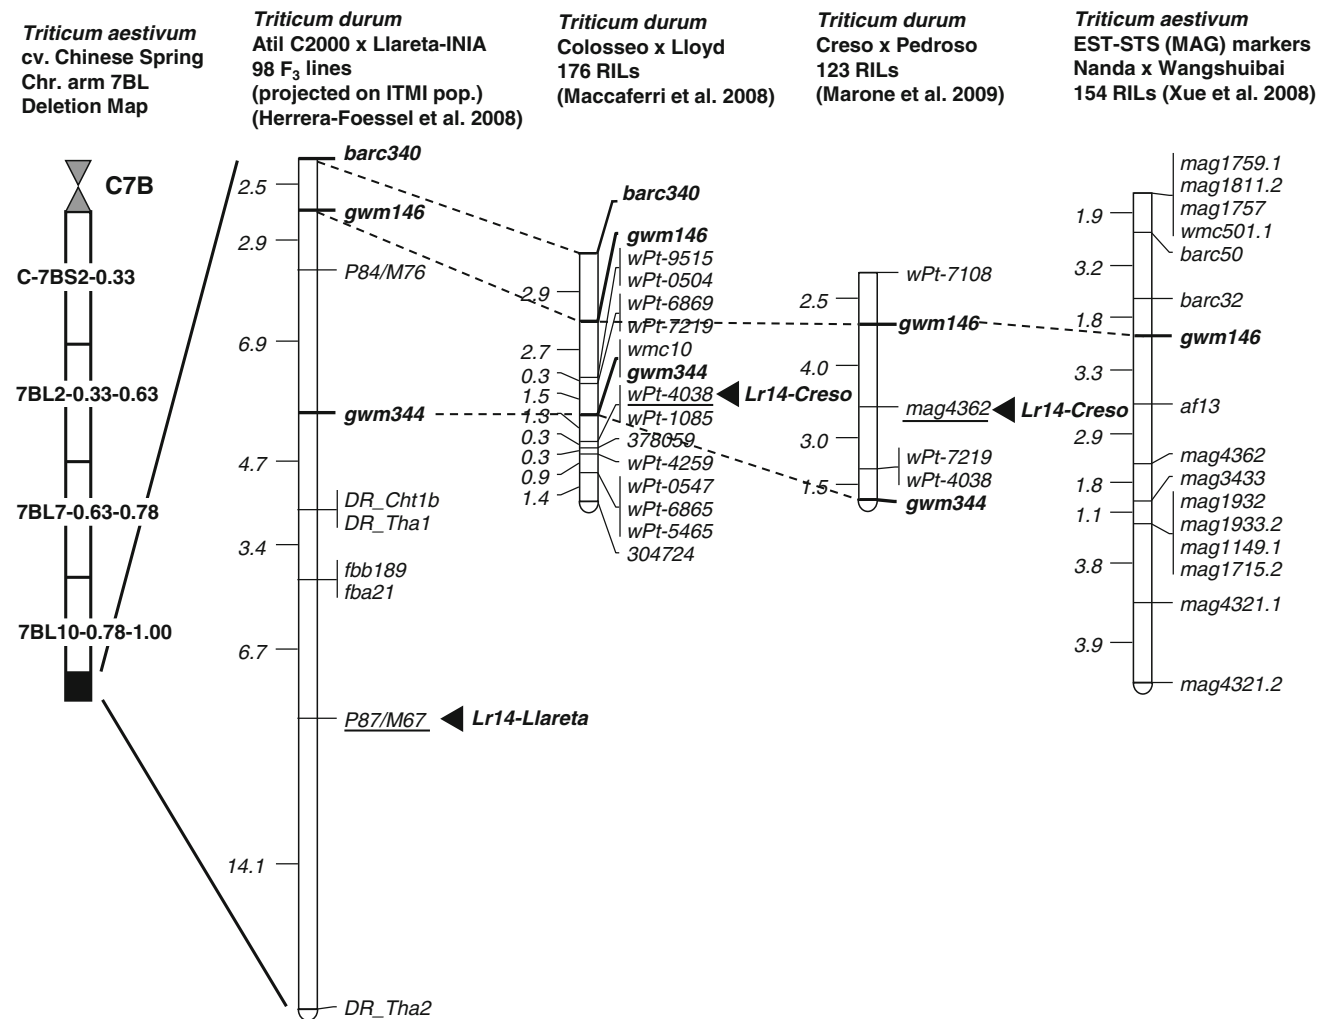 Triticum aestivum
cv. Chinese Spring
Chr. arm 7BL
Deletion Map
C7B
C-7BS2-0.33
7BL2-0.33-0.63
7BL7-0.63-0.78
7BL10-0.78-1.00
Triticum durum
Atil C2000 x Llareta-INIA
98 F3 lines
(projected on ITMI pop.)
(Herrera-Foessel et al. 2008)
barc340
2.5
gwm146
2.9
P84/M76
6.9
gwm344
4.7
DR_Cht1b
DR_Tha1
3.4
fbb189
fba21
6.7
P87/M67
Lr14-Llareta
14.1
DR_Tha2
Triticum durum
Colosseo x Lloyd
176 RILs
(Maccaferri et al. 2008)
barc340
gwm146
wPt-9515
wPt-0504
wPt-6869
wPt-7219
wmc10
gwm344
wPt-4038
Lr14-Creso
wPt-1085
378059
wPt-4259
wPt-0547
wPt-6865
wPt-5465
304724
2.9
2.7
0.3
1.5
1.3
0.3
0.3
0.9
1.4
Triticum durum
Creso x Pedroso
123 RILs
(Marone et al. 2009)
wPt-7108
2.5
gwm146
4.0
mag4362
Lr14-Creso
3.0
wPt-7219
wPt-4038
1.5
gwm344
Triticum aestivum
EST-STS (MAG) markers
Nanda x Wangshuibai
154 RILs (Xue et al. 2008)
mag1759.1
mag1811.2
mag1757
wmc501.1
barc50
barc32
gwm146
af13
mag4362
mag3433
mag1932
mag1933.2
mag1149.1
mag1715.2
mag4321.1
mag4321.2
1.9
3.2
1.8
3.3
2.9
1.8
1.1
3.8
3.9